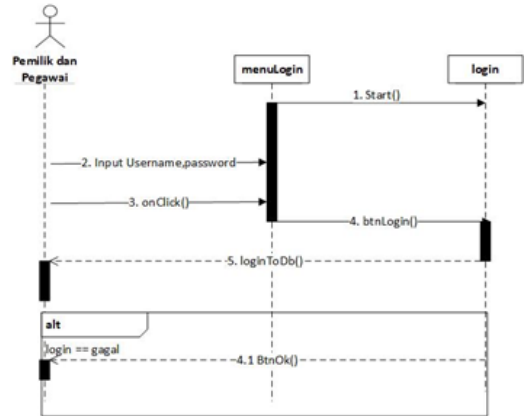 Pemilik dan
Pegawai
menuLogin
login
1. Start()
2. Input Username,password
3. onClick()
4. btnLogin()
5. loginToDb()
alt
login == gagal
4.1 BtnOk()